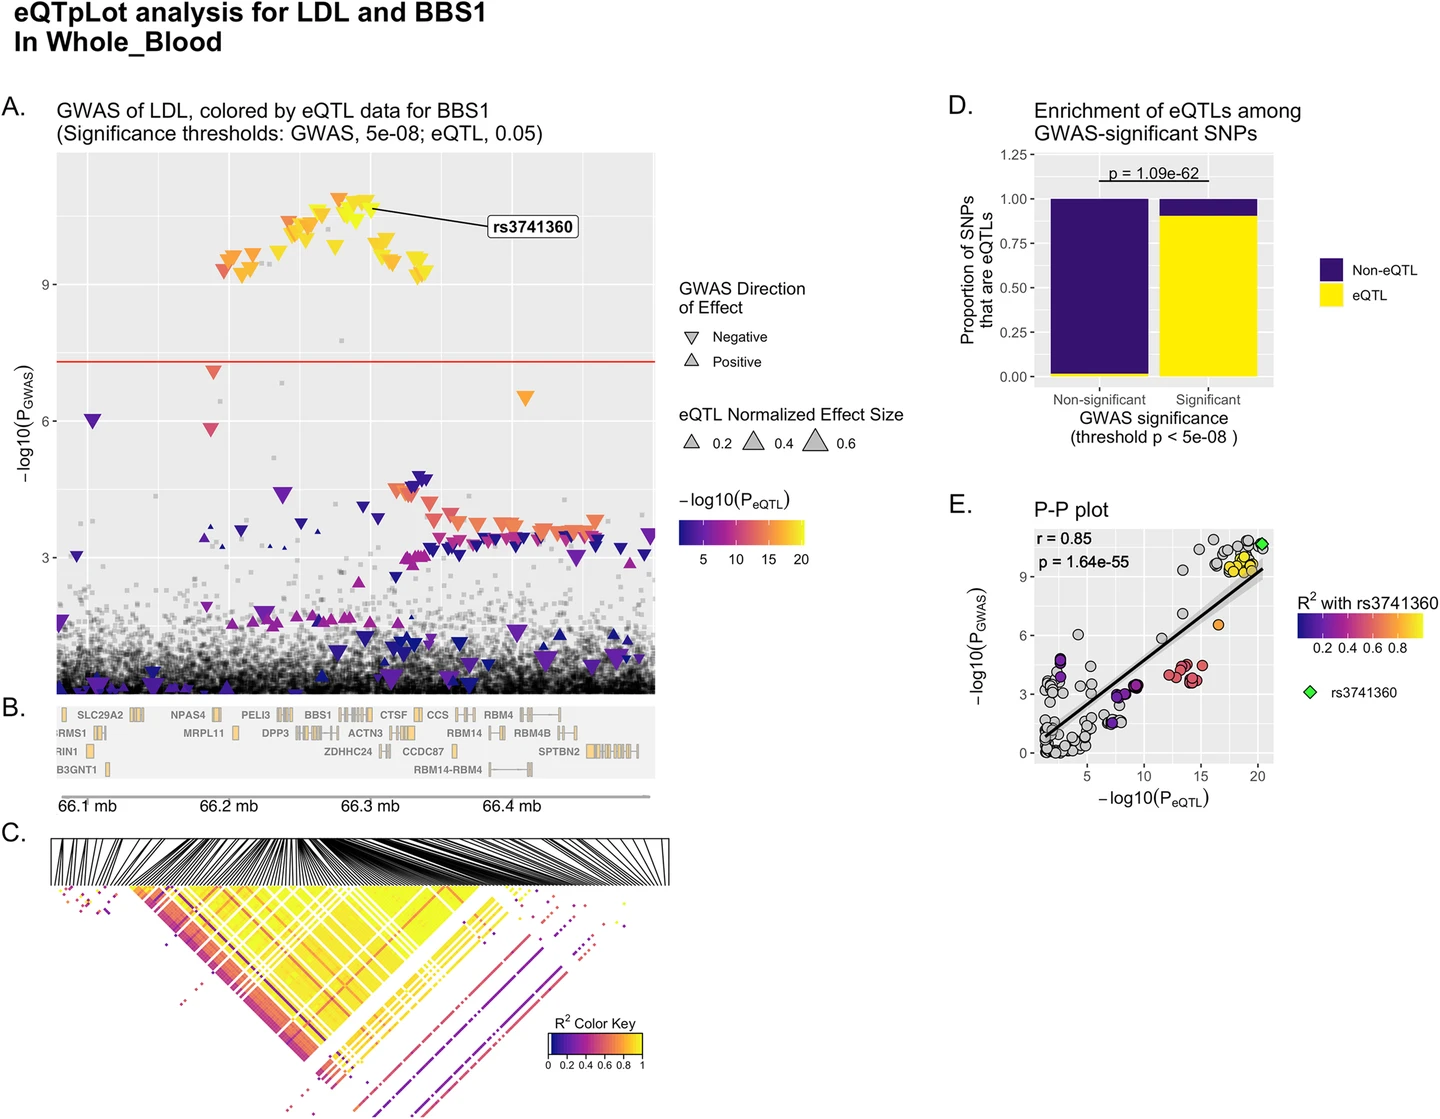 eQTpLot analysis for LDL and BBS1
In Whole_Blood
A.
GWAS of LDL, colored by eQTL data for BBS1
(Significance thresholds: GWAS, 5e-08; eQTL, 0.05)
−log10(PGWAS)
9
6
3
rs3741360
GWAS Direction
of Effect
Negative
Positive
eQTL Normalized Effect Size
0.2 0.4 0.6
−log10(PeQTL)
5 10 15 20
B.
SLC29A2 NPAS4 PELI3 BBS1 CTSF CCS RBM4
BRMS1 MRPL11 DPP3 ACTN3 RBM14 RBM4B
RIN1 ZDHHC24 CCDC87 SPTBN2
B3GNT1 RBM14-RBM4
66.1 mb 66.2 mb 66.3 mb 66.4 mb
C.
R2 Color Key
0 0.2 0.4 0.6 0.8 1
D.
Enrichment of eQTLs among
GWAS-significant SNPs
Proportion of SNPs
that are eQTLs
1.25
1.00
0.75
0.50
0.25
0.00
p = 1.09e-62
Non-significant Significant
GWAS significance
(threshold p < 5e-08 )
Non-eQTL
eQTL
E.
P-P plot
r = 0.85
p = 1.64e-55
−log10(PGWAS)
9
6
3
0
5 10 15 20
−log10(PeQTL)
R2 with rs3741360
0.2 0.4 0.6 0.8
rs3741360